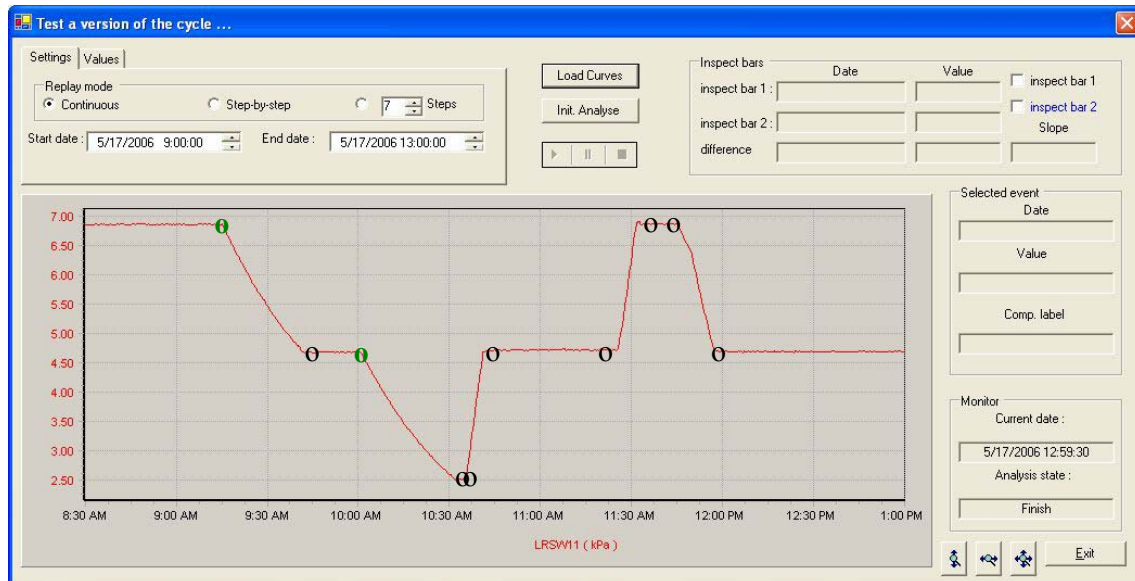 Test a version of the cycle ...
Settings
Values
Replay mode
Continuous
Step-by-step
7
Steps
Start date :
5/17/2006 9:00:00
End date :
5/17/2006 13:00:00
Load Curves
Init. Analyse
Inspect bars
Date
Value
inspect bar 1 :
inspect bar 1
inspect bar 2
inspect bar 2 :
Slope
difference
7.00
6.50
6.00
5.50
5.00
4.50
4.00
3.50
3.00
2.50
8:30 AM
9:00 AM
9:30 AM
10:00 AM
10:30 AM
11:00 AM
11:30 AM
12:00 PM
12:30 PM
1:00 PM
LRSW11 ( kPa )
Selected event
Date
Value
Comp. label
Monitor
Current date :
5/17/2006 12:59:30
Analysis state :
Finish
Exit